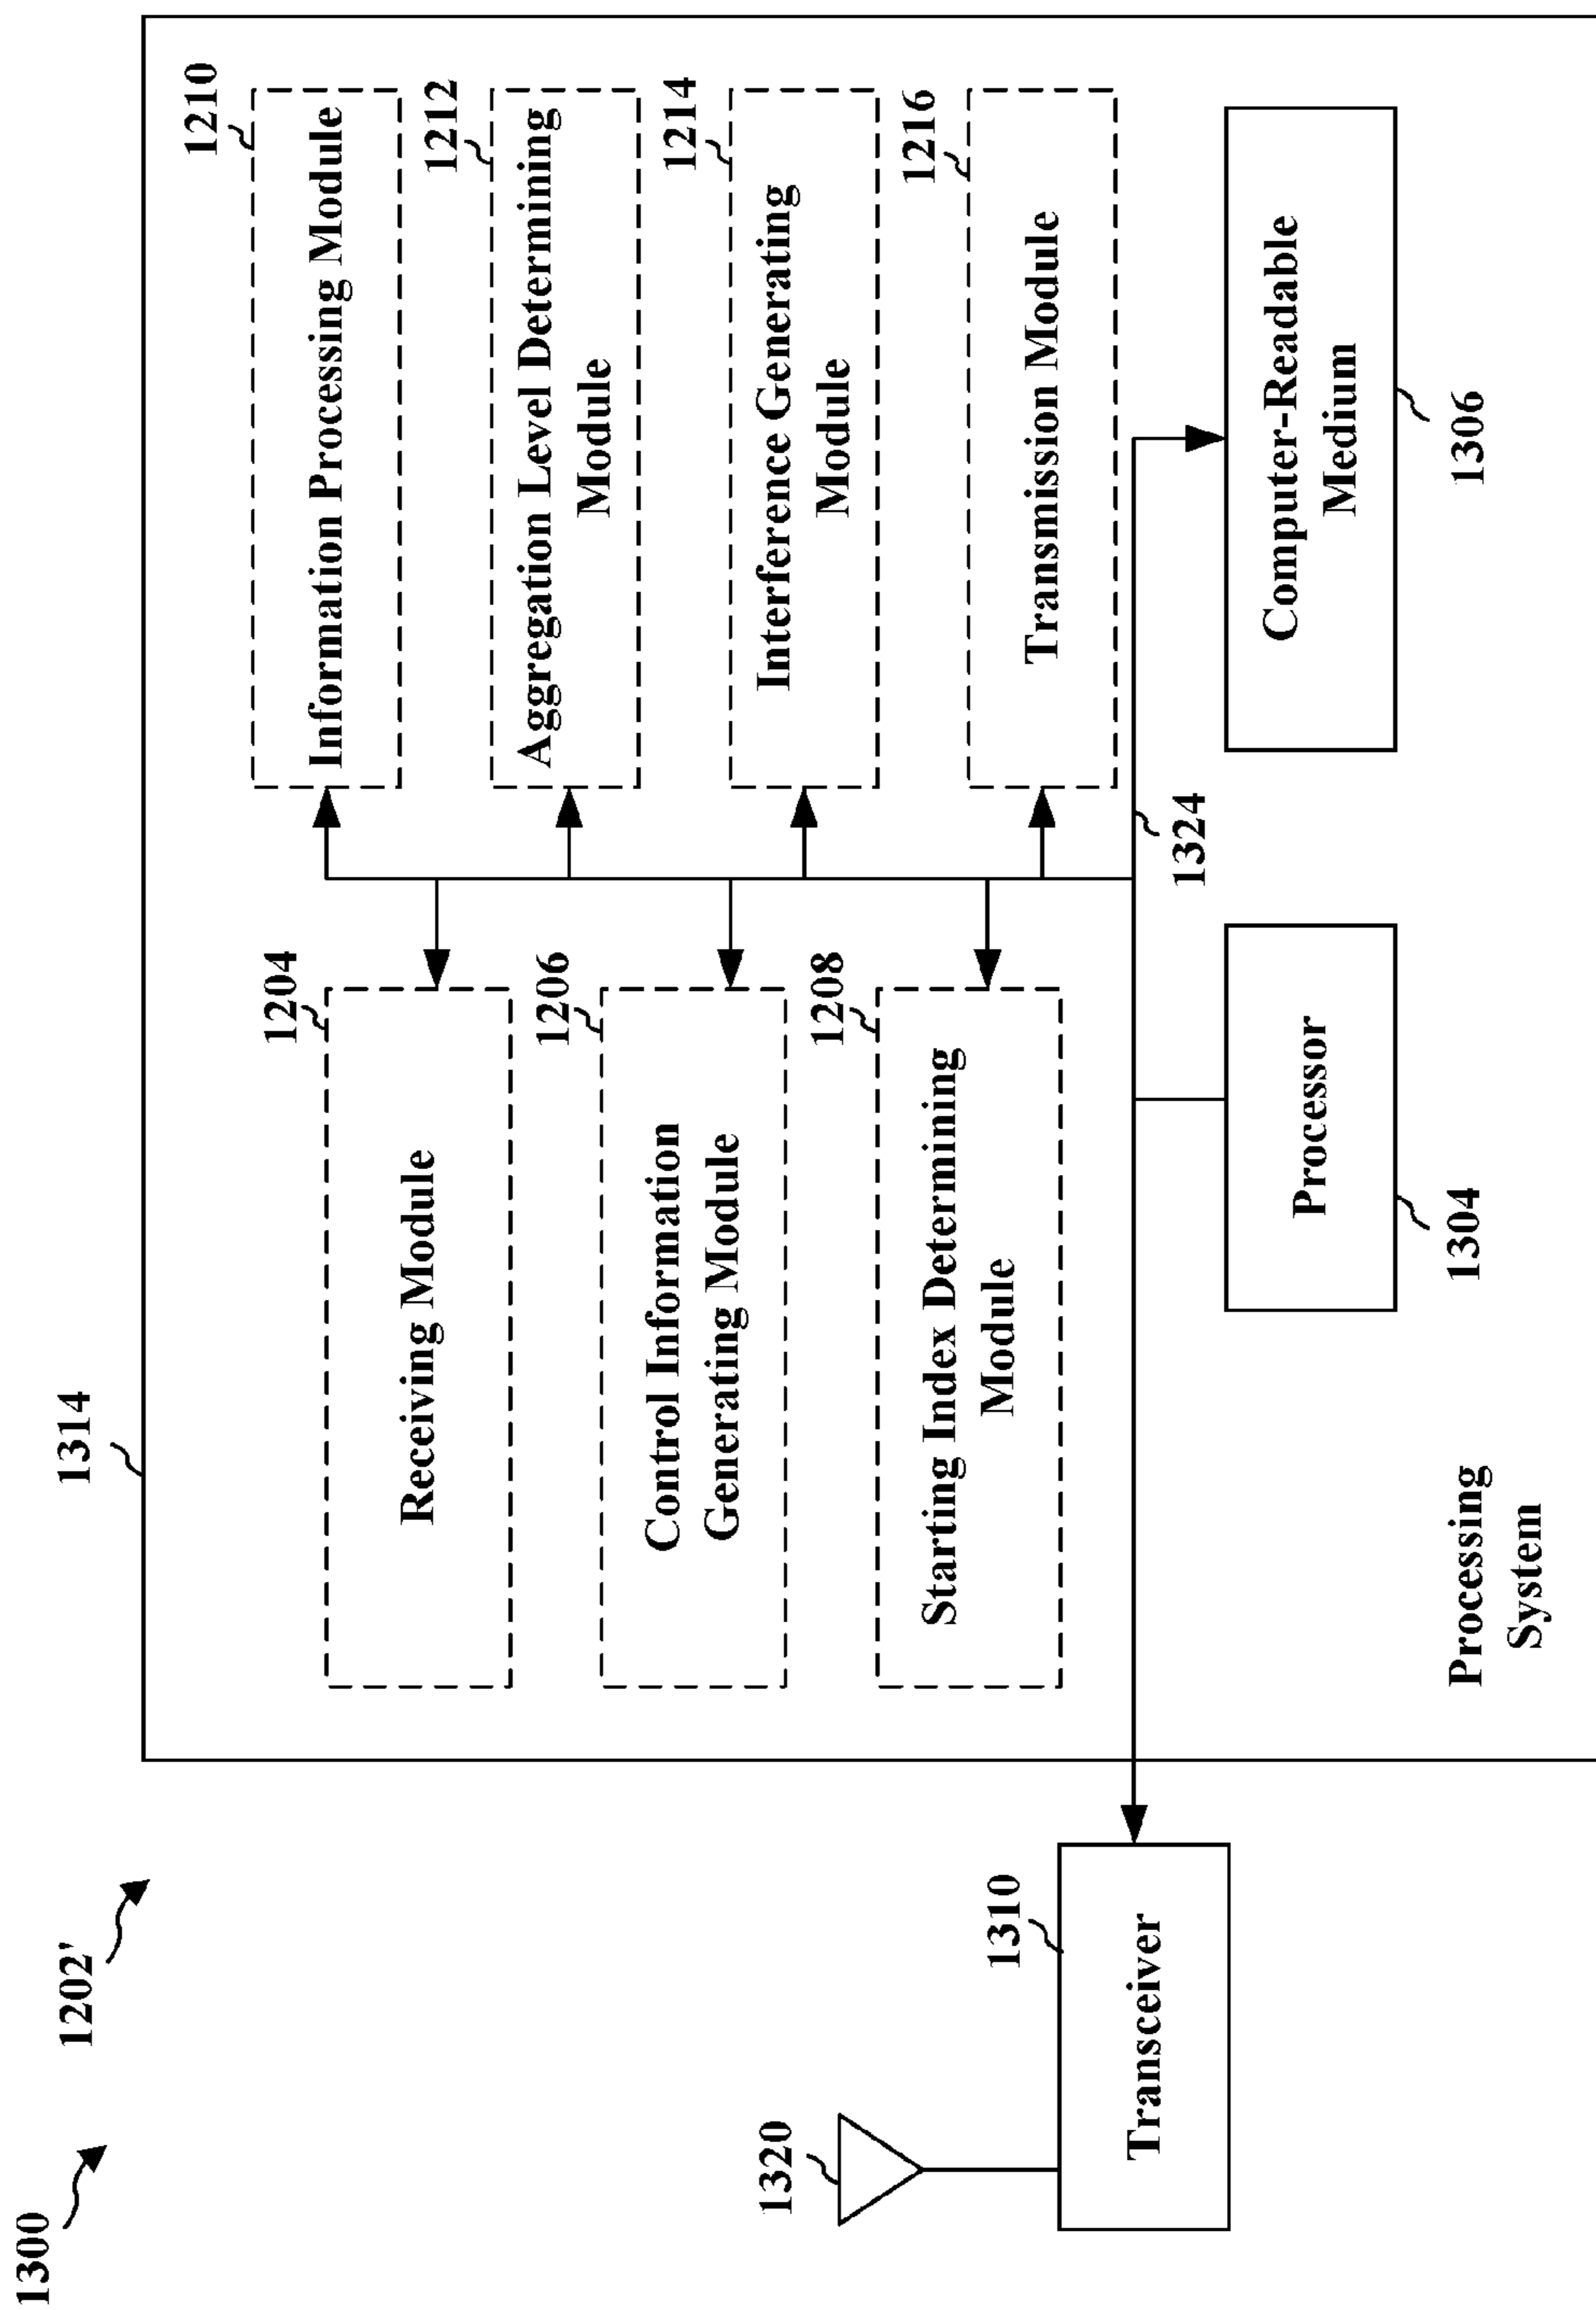 1300
1202'
1314
1204
Receiving Module
1206
Control Information
Generating Module
1208
Starting Index Determining
Module
1210
Information Processing Module
1212
Aggregation Level Determining
Module
1214
Interference Generating
Module
1216
Transmission Module
1324
1320
1310
Transceiver
Processor
1304
Computer-Readable
Medium
1306
Processing
System